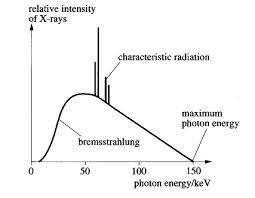 relative intensity
of X-rays
characteristic radiation
maximum
photon energy
bremsstrahlung
0
50
100
150
photon energy/keV